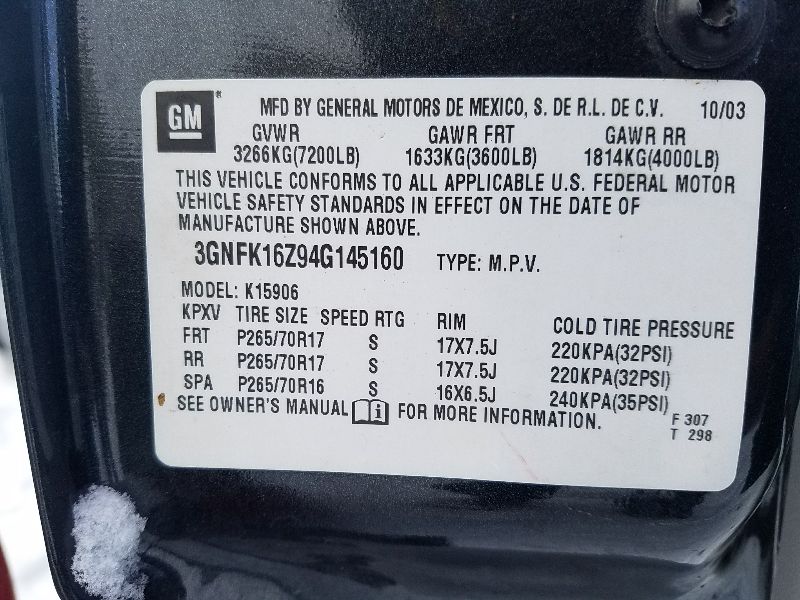 GM
MFD BY GENERAL MOTORS DE MEXICO, S. DE R.L. DE C.V. 10/03
GVWR GAWR FRT GAWR RR
3266KG(7200LB) 1633KG(3600LB) 1814KG(4000LB)
THIS VEHICLE CONFORMS TO ALL APPLICABLE U.S. FEDERAL MOTOR
VEHICLE SAFETY STANDARDS IN EFFECT ON THE DATE OF
MANUFACTURE SHOWN ABOVE.
3GNFK16Z94G145160 TYPE: M.P.V.
MODEL: K15906
KPXV TIRE SIZE SPEED RTG RIM COLD TIRE PRESSURE
FRT P265/70R17 S 17X7.5J 220KPA(32PSI)
RR P265/70R17 S 17X7.5J 220KPA(32PSI)
SPA P265/70R16 S 16X6.5J 240KPA(35PSI)
SEE OWNER'S MANUAL i FOR MORE INFORMATION.
F 307
T 298